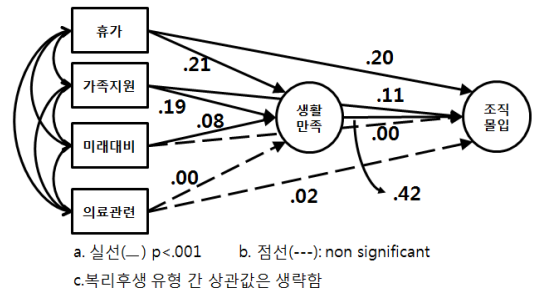 휴가
.20
.21
가족지원
.11
.19
생활
만족
조직
몰입
.08
.00
미래대비
.00
.02
.42
의료관련
a. 실선(—) p<.001 b. 점선(---): non significant
c.복리후생 유형 간 상관값은 생략함